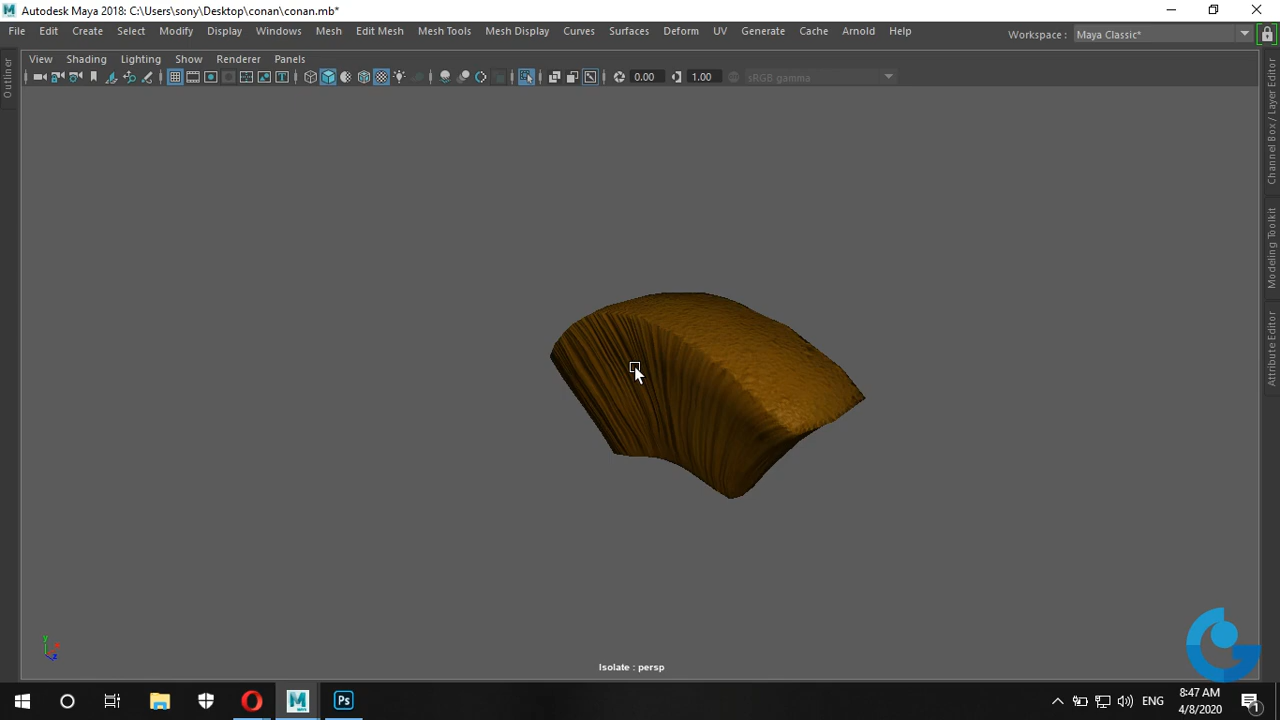 Autodesk Maya 2018: C:\Users\sony\Desktop\conan\conan.mb*
File Edit Create Select Modify Display Windows Mesh Edit Mesh Mesh Tools Mesh Display Curves Surfaces Deform UV Generate Cache Arnold Help Workspace : Maya Classic*
View Shading Lighting Show Renderer Panels
0.00 1.00 sRGB gamma
Outliner
Channel Box / Layer Editor
Modeling Toolkit
Attribute Editor
y
z
Isolate : persp
Ps
ENG
8:47 AM
4/8/2020
1